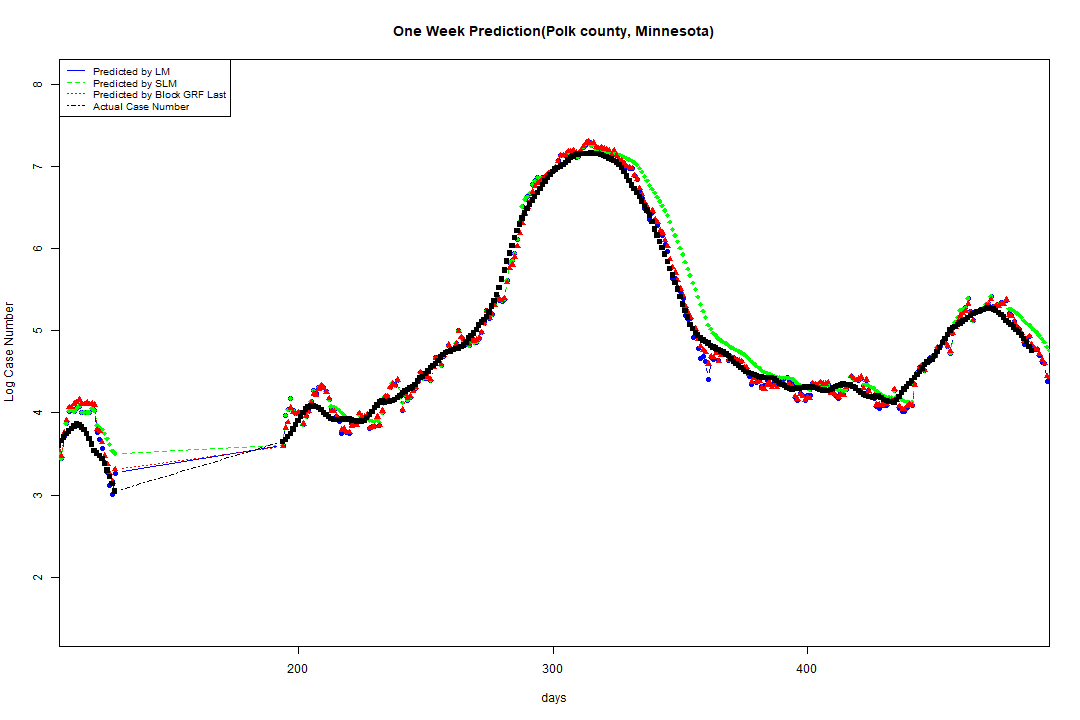 One Week Prediction(Polk county, Minnesota)
Predicted by LM
Predicted by SLM
Predicted by Block GRF Last
Actual Case Number
8
7
6
5
4
3
2
Log Case Number
200
300
400
days